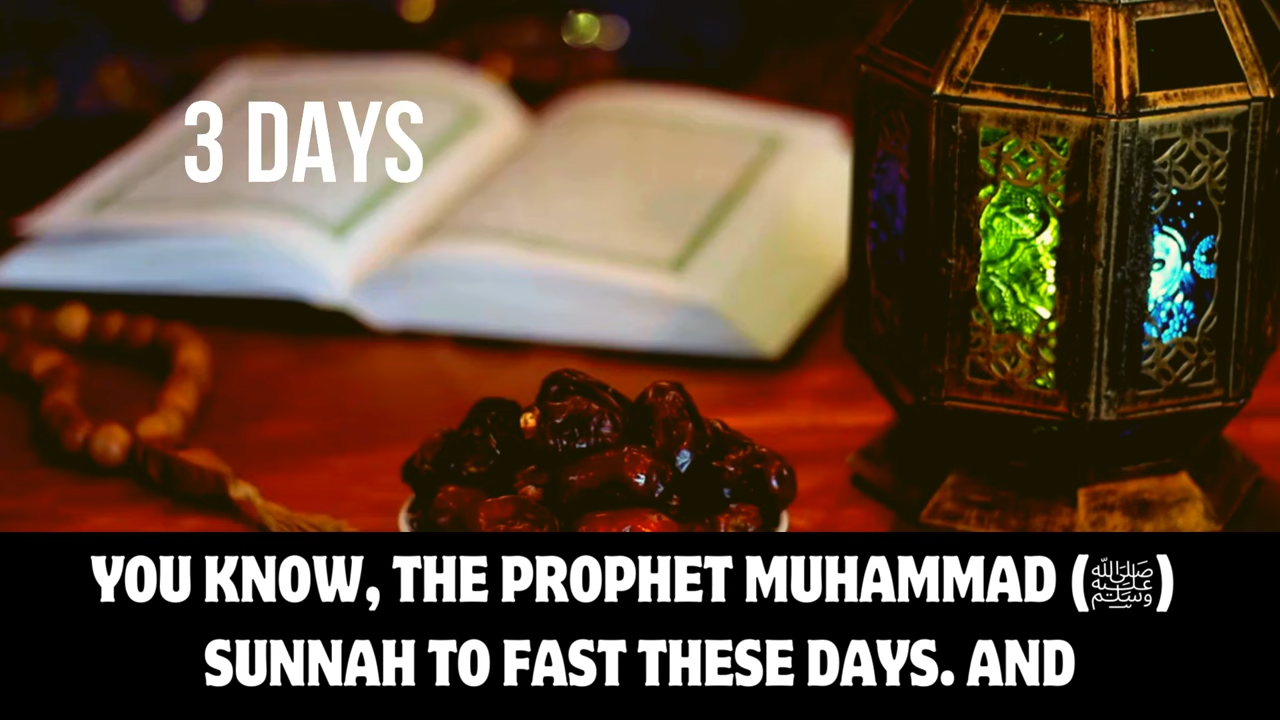 3 DAYS
YOU KNOW, THE PROPHET MUHAMMAD (ﷺ)
SUNNAH TO FAST THESE DAYS. AND